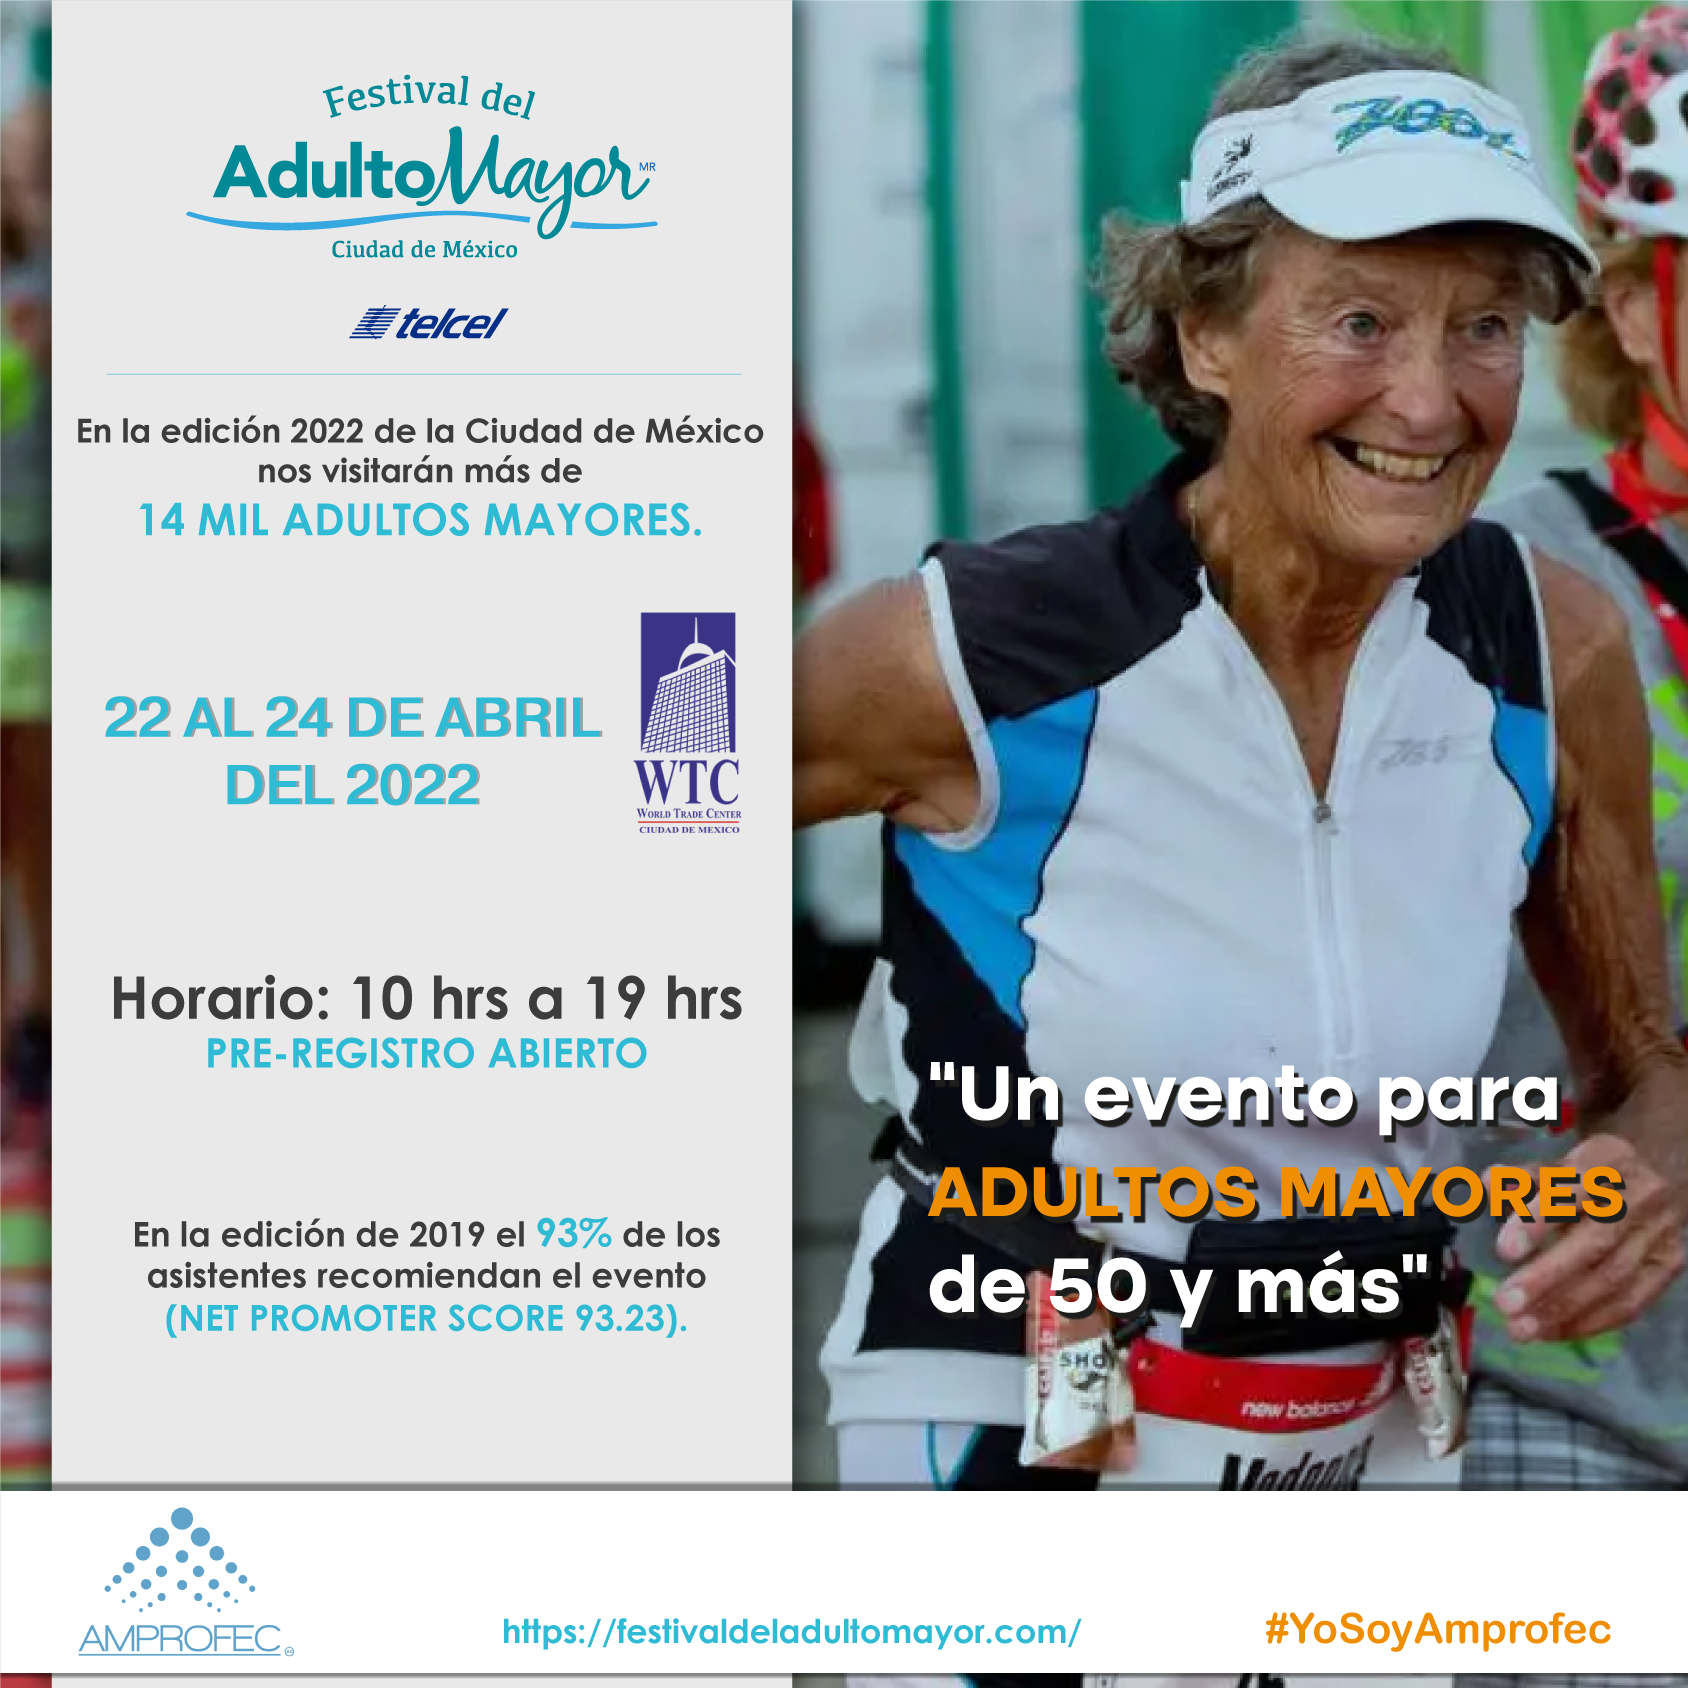 Festival del
AdultoMayor MR
Ciudad de México
telcel
En la edición 2022 de la Ciudad de México
nos visitarán más de
14 MIL ADULTOS MAYORES.
22 AL 24 DE ABRIL
DEL 2022
WTC
WORLD TRADE CENTER
CIUDAD DE MEXICO
Horario: 10 hrs a 19 hrs
PRE-REGISTRO ABIERTO
En la edición de 2019 el 93% de los
asistentes recomiendan el evento
(NET PROMOTER SCORE 93.23).
"Un evento para
ADULTOS MAYORES
de 50 y más"
SHO
new balance
AMPROFEC
https://festivaldeladultomayor.com/
#YoSoyAmprofec